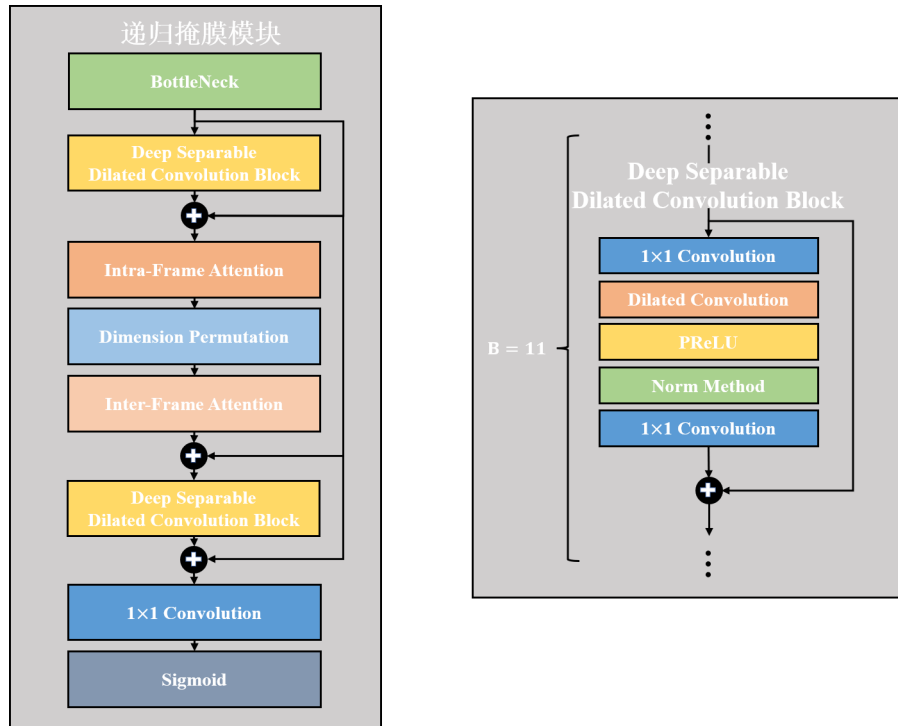 递归掩膜模块
BottleNeck
Deep Separable
Dilated Convolution Block
Intra-Frame Attention
Dimension Permutation
Inter-Frame Attention
Deep Separable
Dilated Convolution Block
1×1 Convolution
Sigmoid
Deep Separable
Dilated Convolution Block
1×1 Convolution
Dilated Convolution
PReLU
B = 11
Norm Method
1×1 Convolution